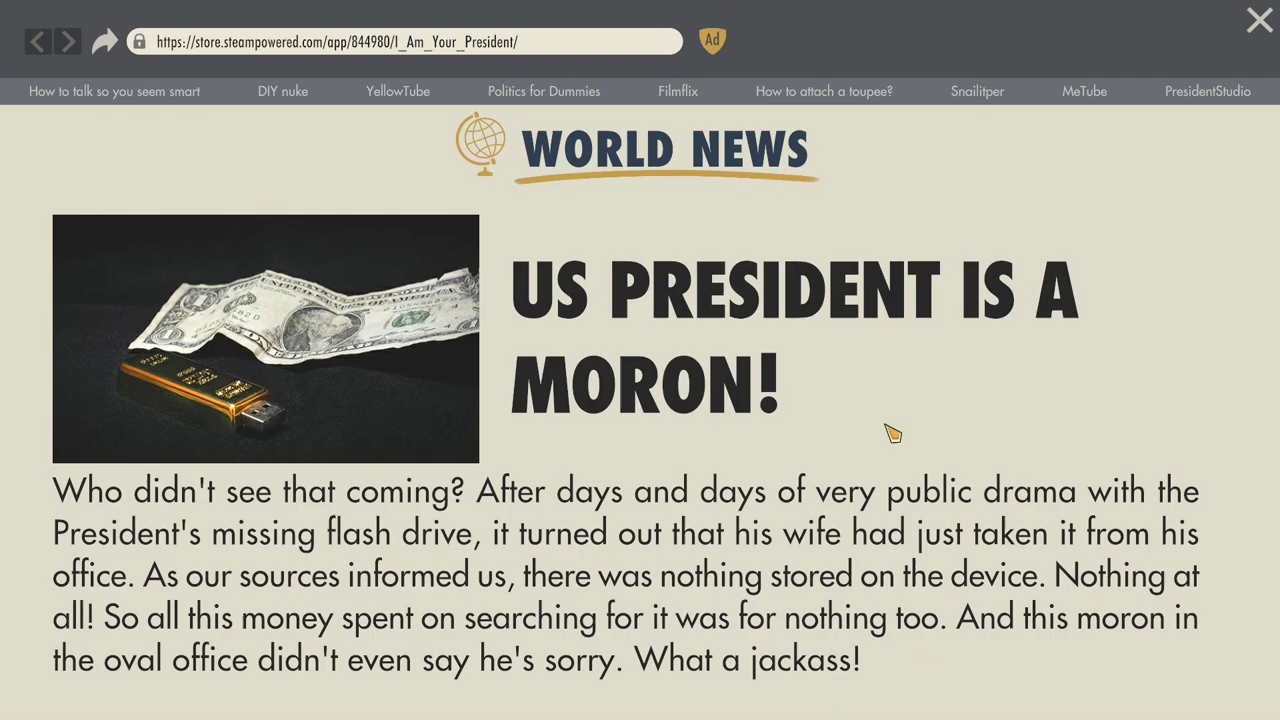 https://store.steampowered.com/app/844980/I_Am_Your_President/
Ad
How to talk so you seem smart DIY nuke YellowTube Politics for Dummies Filmflix How to attach a toupee? Snailitper MeTube PresidentStudio
WORLD NEWS
US PRESIDENT IS A
MORON!
Who didn't see that coming? After days and days of very public drama with the
President's missing flash drive, it turned out that his wife had just taken it from his
office. As our sources informed us, there was nothing stored on the device. Nothing at
all! So all this money spent on searching for it was for nothing too. And this moron in
the oval office didn't even say he's sorry. What a jackass!